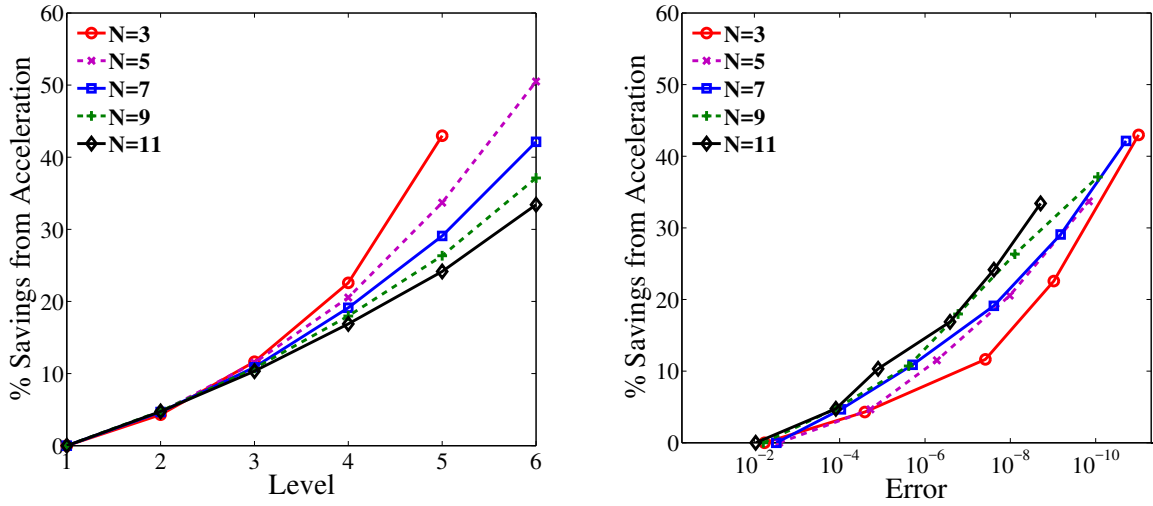 60
50
40
30
20
10
0
% Savings from Acceleration
N=3
N=5
N=7
N=9
N=11
1 2 3 4 5 6
Level
60
50
40
30
20
10
0
% Savings from Acceleration
N=3
N=5
N=7
N=9
N=11
10⁻² 10⁻⁴ 10⁻⁶ 10⁻⁸ 10⁻¹⁰
Error